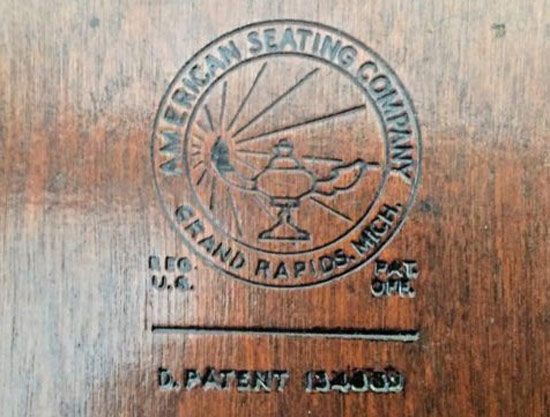 AMERICAN SEATING COMPANY
GRAND RAPIDS, MICH.
REG. PAT.
U.S. OFF.
D. PATENT